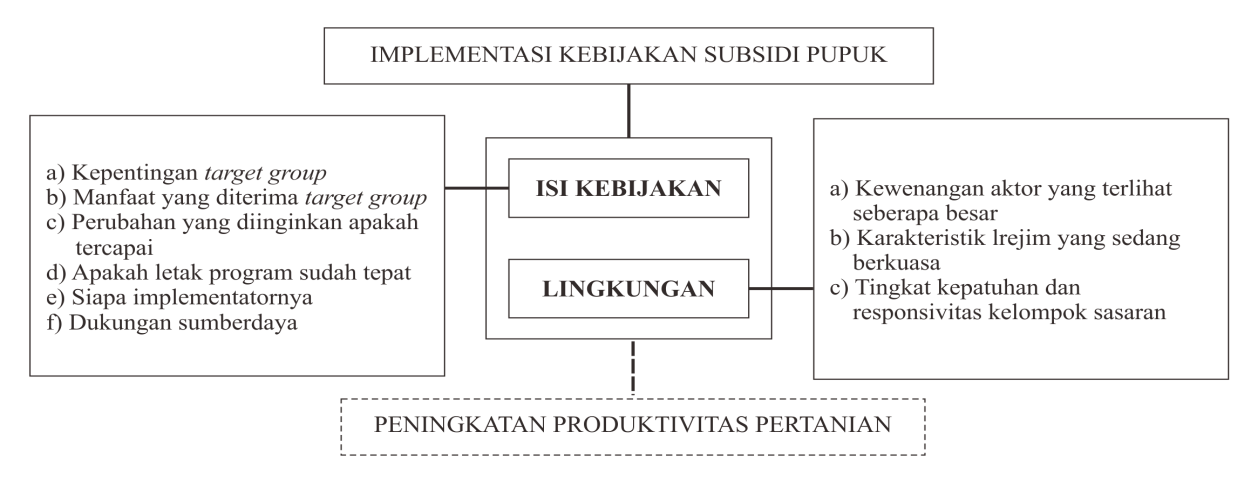 IMPLEMENTASI KEBIJAKAN SUBSIDI PUPUK
a) Kepentingan target group
b) Manfaat yang diterima target group
c) Perubahan yang diinginkan apakah
tercapai
d) Apakah letak program sudah tepat
e) Siapa implementatornya
f) Dukungan sumberdaya
ISI KEBIJAKAN
LINGKUNGAN
a) Kewenangan aktor yang terlihat
seberapa besar
b) Karakteristik lrejim yang sedang
berkuasa
c) Tingkat kepatuhan dan
responsivitas kelompok sasaran
PENINGKATAN PRODUKTIVITAS PERTANIAN